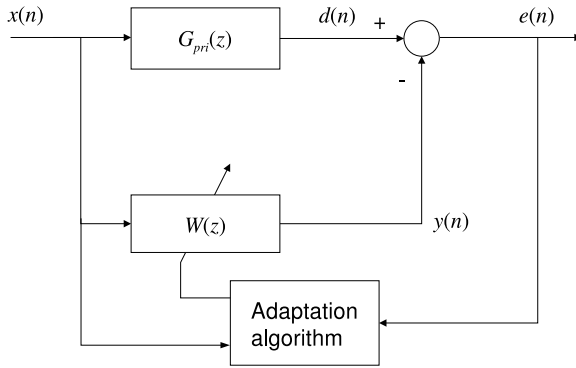 x(n)
G_pri(z)
d(n)
+
e(n)
-
W(z)
y(n)
Adaptation
algorithm